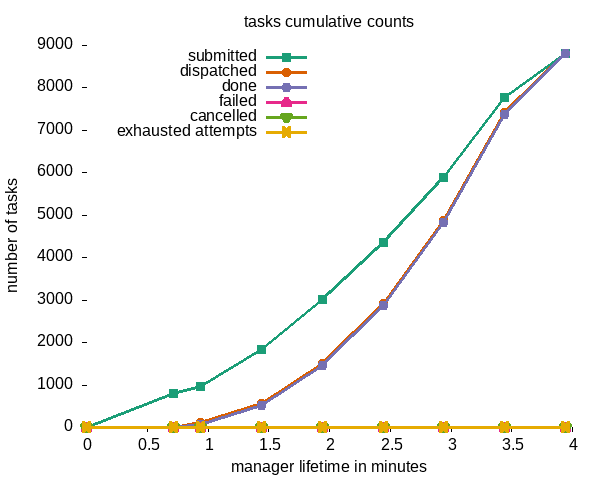 tasks cumulative counts
9000
8000
7000
6000
5000
4000
3000
2000
1000
0
number of tasks
submitted
dispatched
done
failed
cancelled
exhausted attempts
0 0.5 1 1.5 2 2.5 3 3.5 4
manager lifetime in minutes